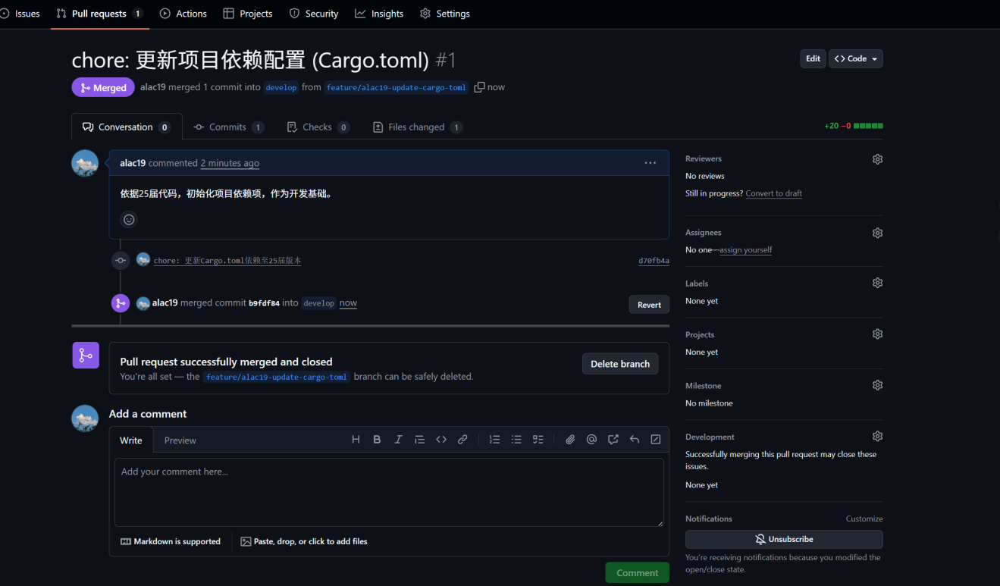 Issues Pull requests 1 Actions Projects Security Insights Settings
chore: 更新项目依赖配置 (Cargo.toml) #1
Edit <> Code
Merged alac19 merged 1 commit into develop from feature/alac19-update-cargo-toml now
Conversation 0 Commits 1 Checks 0 Files changed 1
+20 −0
alac19 commented 2 minutes ago
依据25届代码，初始化项目依赖项，作为开发基础。
chore: 更新Cargo.toml依赖至25届版本 d70fb4a
alac19 merged commit b9fdf84 into develop now
Revert
Pull request successfully merged and closed
You're all set — the feature/alac19-update-cargo-toml branch can be safely deleted.
Delete branch
Add a comment
Write Preview
Add your comment here...
Markdown is supported Paste, drop, or click to add files
Comment
Reviewers
No reviews
Still in progress? Convert to draft
Assignees
No one—assign yourself
Labels
None yet
Projects
None yet
Milestone
No milestone
Development
Successfully merging this pull request may close these
issues.
None yet
Notifications Customize
Unsubscribe
You're receiving notifications because you modified the
open/close state.